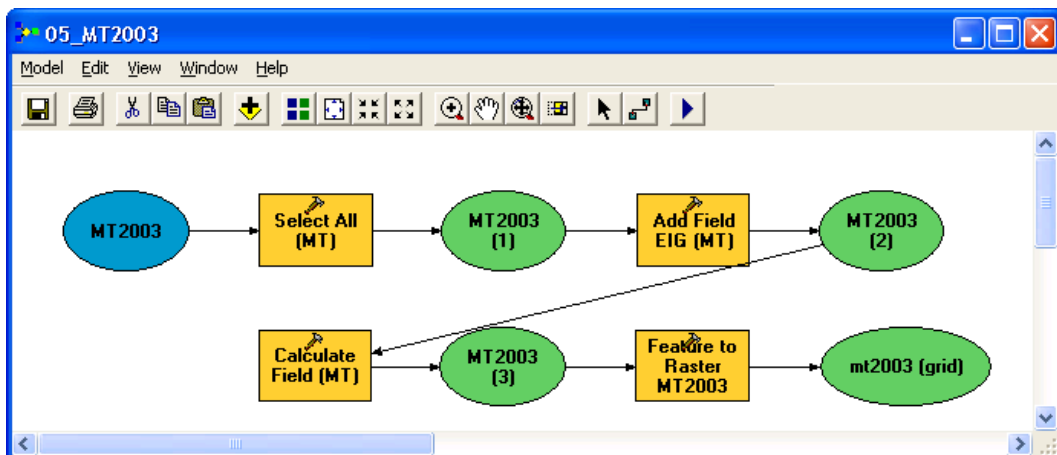 05_MT2003
Model Edit View Window Help
MT2003
Select All
(MT)
MT2003
(1)
Add Field
EIG (MT)
MT2003
(2)
Calculate
Field (MT)
MT2003
(3)
Feature to
Raster
MT2003
mt2003 (grid)